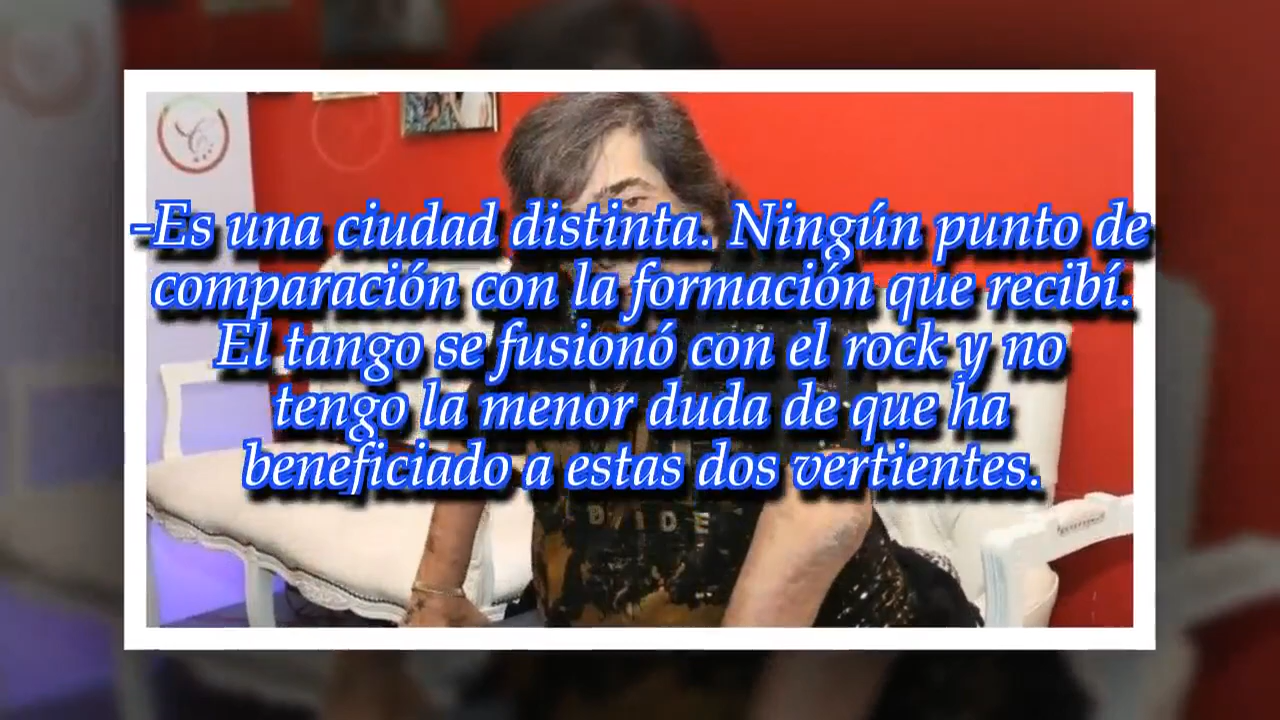 -Es una ciudad distinta. Ningún punto de
comparación con la formación que recibí.
El tango se fusionó con el rock y no
tengo la menor duda de que ha
beneficiado a estas dos vertientes.